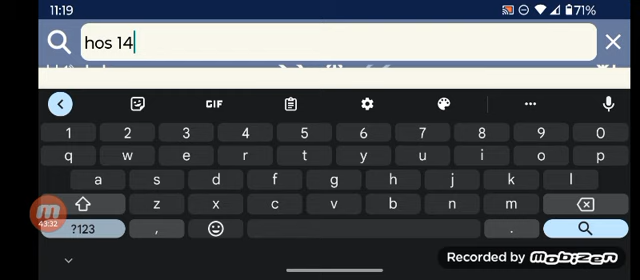 11:19 71%
hos 14
GIF
1 2 3 4 5 6 7 8 9 0
q w e r t y u i o p
a s d f g h j k l
z x c v b n m
43:32
?123 , .
Recorded by mobizen